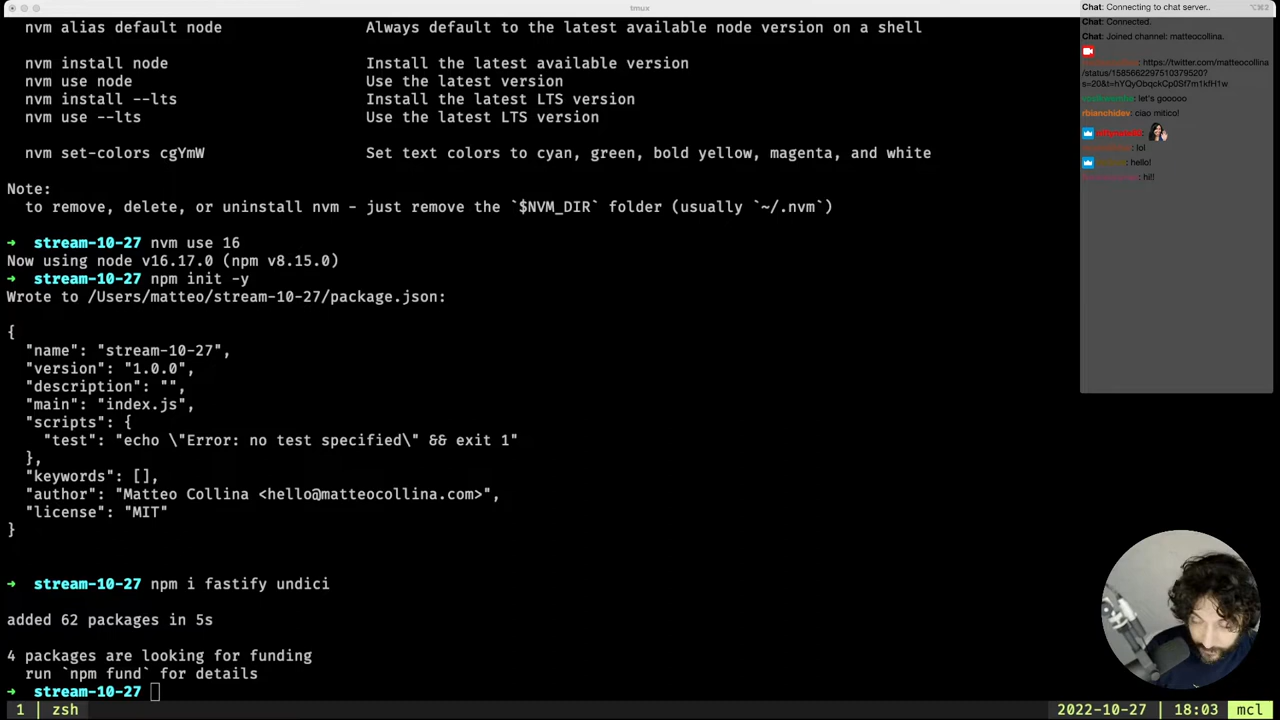 tmux
⌥⌘2
nvm alias default node Always default to the latest available node version on a shell
nvm install node Install the latest available version
nvm use node Use the latest version
nvm install --lts Install the latest LTS version
nvm use --lts Use the latest LTS version
nvm set-colors cgYmW Set text colors to cyan, green, bold yellow, magenta, and white
Note:
to remove, delete, or uninstall nvm - just remove the `$NVM_DIR` folder (usually `~/.nvm`)
➜ stream-10-27 nvm use 16
Now using node v16.17.0 (npm v8.15.0)
➜ stream-10-27 npm init -y
Wrote to /Users/matteo/stream-10-27/package.json:
{
"name": "stream-10-27",
"version": "1.0.0",
"description": "",
"main": "index.js",
"scripts": {
"test": "echo \"Error: no test specified\" && exit 1"
},
"keywords": [],
"author": "Matteo Collina <hello@matteocollina.com>",
"license": "MIT"
}
➜ stream-10-27 npm i fastify undici
added 62 packages in 5s
4 packages are looking for funding
run `npm fund` for details
➜ stream-10-27
1 | zsh 2022-10-27 | 18:03 mcl
Chat: Connecting to chat server..
Chat: Connected.
Chat: Joined channel: matteocollina.
: https://twitter.com/matteocollina
/status/1585662297510379520?
s=20&t=hYQyObqckCp0Sf7m1kfH1w
: let's gooooo
rbianchidev: ciao mitico!
: lol
: hello!
: hi!!